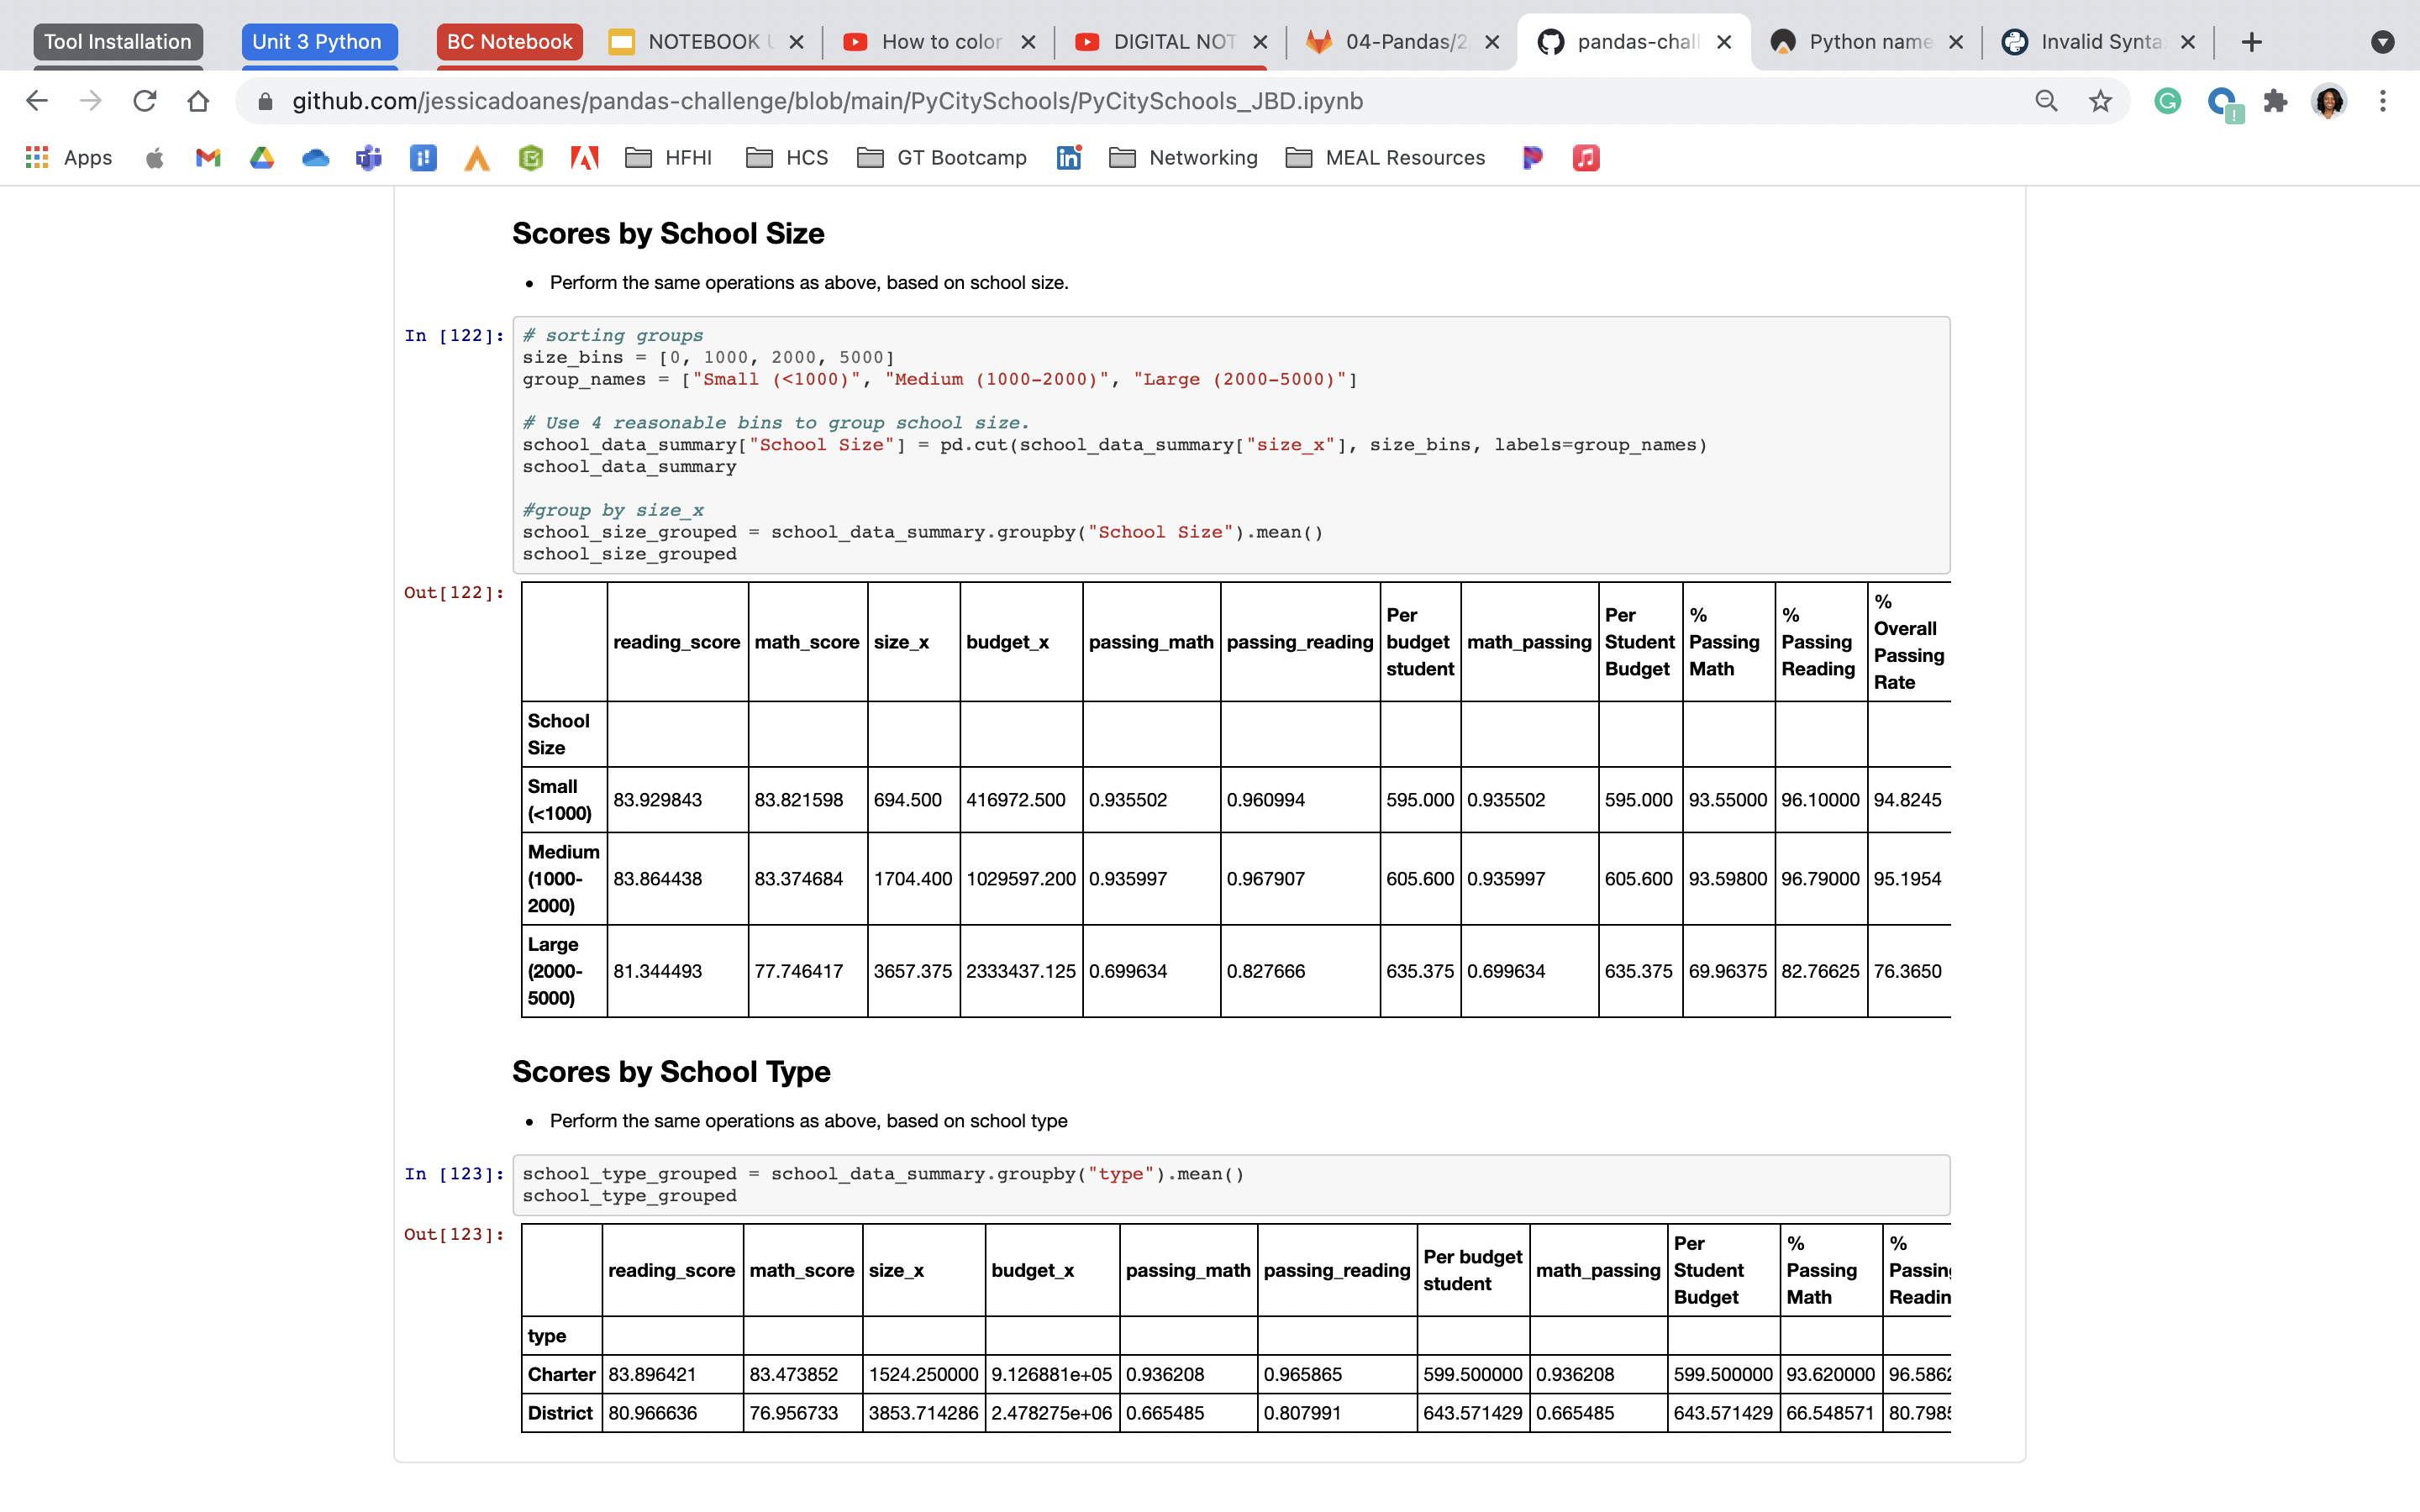 Tool Installation
Unit 3 Python
BC Notebook
NOTEBOOK
How to color
DIGITAL NOT
04-Pandas/2
pandas-chall
Python name
Invalid Synta
github.com/jessicadoanes/pandas-challenge/blob/main/PyCitySchools/PyCitySchools_JBD.ipynb
Apps
HFHI
HCS
GT Bootcamp
Networking
MEAL Resources
Scores by School Size
• Perform the same operations as above, based on school size.
In [122]:
# sorting groups
size_bins = [0, 1000, 2000, 5000]
group_names = ["Small (<1000)", "Medium (1000-2000)", "Large (2000-5000)"]
# Use 4 reasonable bins to group school size.
school_data_summary["School Size"] = pd.cut(school_data_summary["size_x"], size_bins, labels=group_names)
school_data_summary
#group by size_x
school_size_grouped = school_data_summary.groupby("School Size").mean()
school_size_grouped
Out[122]:
reading_score math_score size_x budget_x passing_math passing_reading Per budget student math_passing Per Student Budget % Passing Math % Passing Reading % Overall Passing Rate
School Size
Small (<1000) 83.929843 83.821598 694.500 416972.500 0.935502 0.960994 595.000 0.935502 595.000 93.55000 96.10000 94.8245
Medium (1000-2000) 83.864438 83.374684 1704.400 1029597.200 0.935997 0.967907 605.600 0.935997 605.600 93.59800 96.79000 95.1954
Large (2000-5000) 81.344493 77.746417 3657.375 2333437.125 0.699634 0.827666 635.375 0.699634 635.375 69.96375 82.76625 76.3650
Scores by School Type
• Perform the same operations as above, based on school type
In [123]:
school_type_grouped = school_data_summary.groupby("type").mean()
school_type_grouped
Out[123]:
reading_score math_score size_x budget_x passing_math passing_reading Per budget student math_passing Per Student Budget % Passing Math % Passing Readin
type
Charter 83.896421 83.473852 1524.250000 9.126881e+05 0.936208 0.965865 599.500000 0.936208 599.500000 93.620000 96.5862
District 80.966636 76.956733 3853.714286 2.478275e+06 0.665485 0.807991 643.571429 0.665485 643.571429 66.548571 80.7985